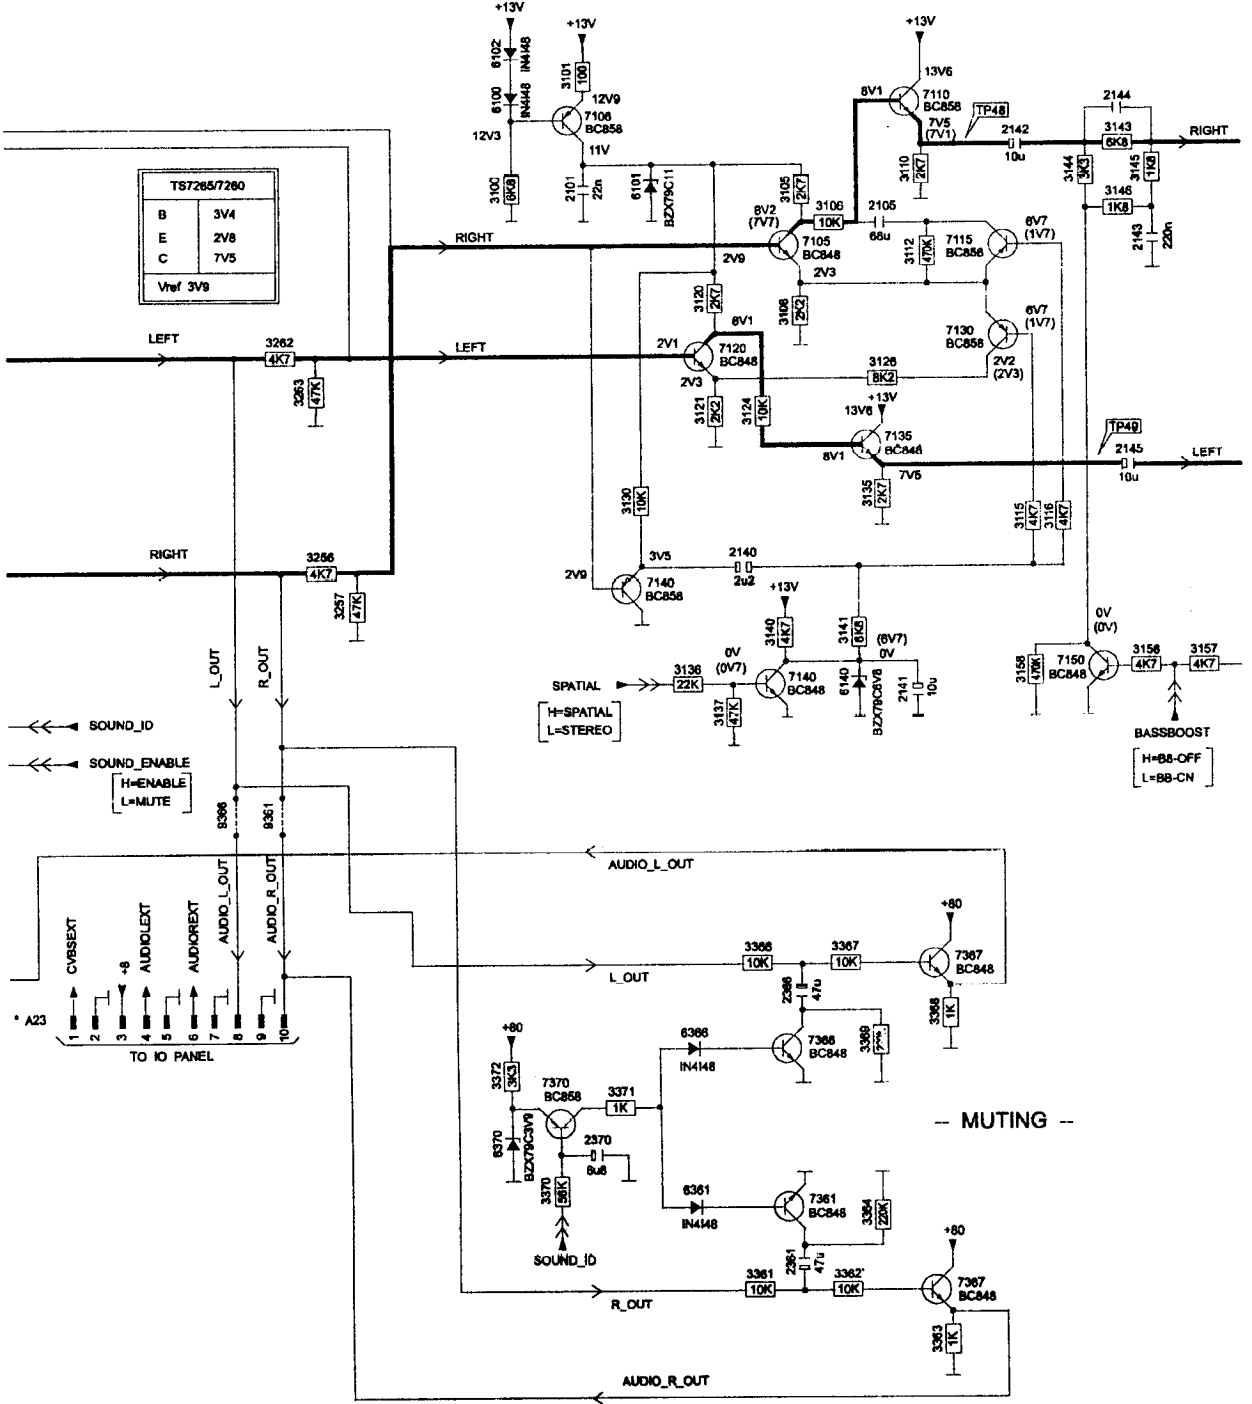 +13V
+13V
+13V
6102
IN4148
6100
IN4148
3101
100
12V9
7106
BC858
12V3
11V
3100
6K8
2101
22n
6101
BZX79C11
3105
2K7
13V6
8V1
7110
BC858
7V5
(7V1)
TP48
3110
2K7
2142
10u
2144
3143
6K8
3144
3K3
3145
1K8
3146
1K8
2143
220n
RIGHT
TS7265/7260
B 3V4
E 2V8
C 7V5
Vref 3V9
RIGHT
8V2
(7V7)
3106
10K
2105
68u
7105
BC848
2V9
2V3
3112
470K
7115
BC858
6V7
(1V7)
3120
2K7
3108
2K2
8V1
7130
BC858
6V7
(1V7)
2V2
(2V3)
LEFT
3262
4K7
LEFT
2V1
7120
BC848
2V3
3126
8K2
3263
47K
3121
2K2
3124
10K
+13V
13V6
7135
BC848
8V1
7V5
TP49
2145
10u
LEFT
3130
10K
3135
2K7
3115
4K7
3116
4K7
RIGHT
3256
4K7
3257
47K
3V5
2V9
7140
BC858
2140
2u2
+13V
3140
4K7
3141
6K8
(6V7)
0V
0V
(0V7)
0V
(0V)
L_OUT
R_OUT
SPATIAL
3136
22K
7140
BC848
3137
47K
6140
BZX79C6V8
2141
10u
3158
470K
7150
BC848
3156
4K7
3157
4K7
H=SPATIAL
L=STEREO
BASSBOOST
H=BB-OFF
L=BB-CN
SOUND_ID
SOUND_ENABLE
H=ENABLE
L=MUTE
9366
9361
AUDIO_L_OUT
AUDIO_L_OUT
AUDIO_R_OUT
CVBSEXT
+8
AUDIOLEXT
AUDIOREXT
* A23
1 2 3 4 5 6 7 8 9 10
TO IO PANEL
L_OUT
3366
10K
3367
10K
+80
7367
BC848
2366
47u
3368
1K
6366
IN4148
7366
BC848
3369
+80
3372
3K3
7370
BC858
3371
1K
6370
BZX79C3V9
2370
6u8
3370
56K
SOUND_ID
-- MUTING --
6361
IN4148
7361
BC848
3364
220K
2361
47u
R_OUT
3361
10K
3362
10K
+80
7367
BC848
3363
1K
AUDIO_R_OUT